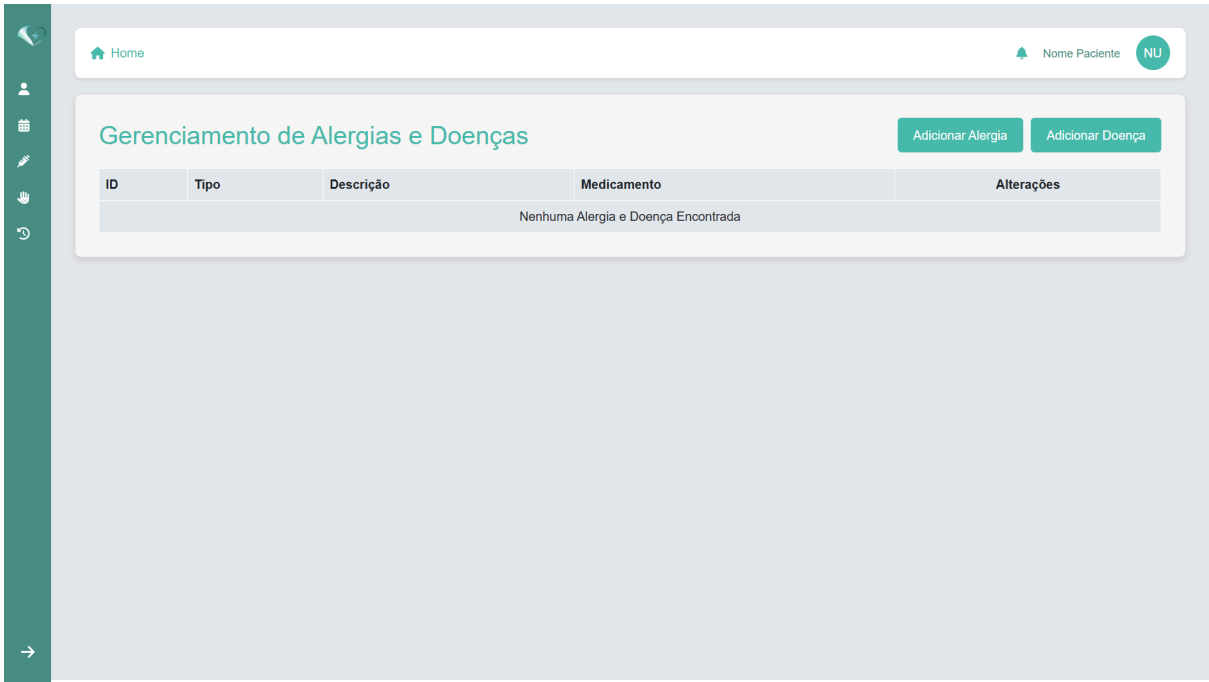 Home
Nome Paciente NU
Gerenciamento de Alergias e Doenças
Adicionar Alergia Adicionar Doença
ID Tipo Descrição Medicamento Alterações
Nenhuma Alergia e Doença Encontrada